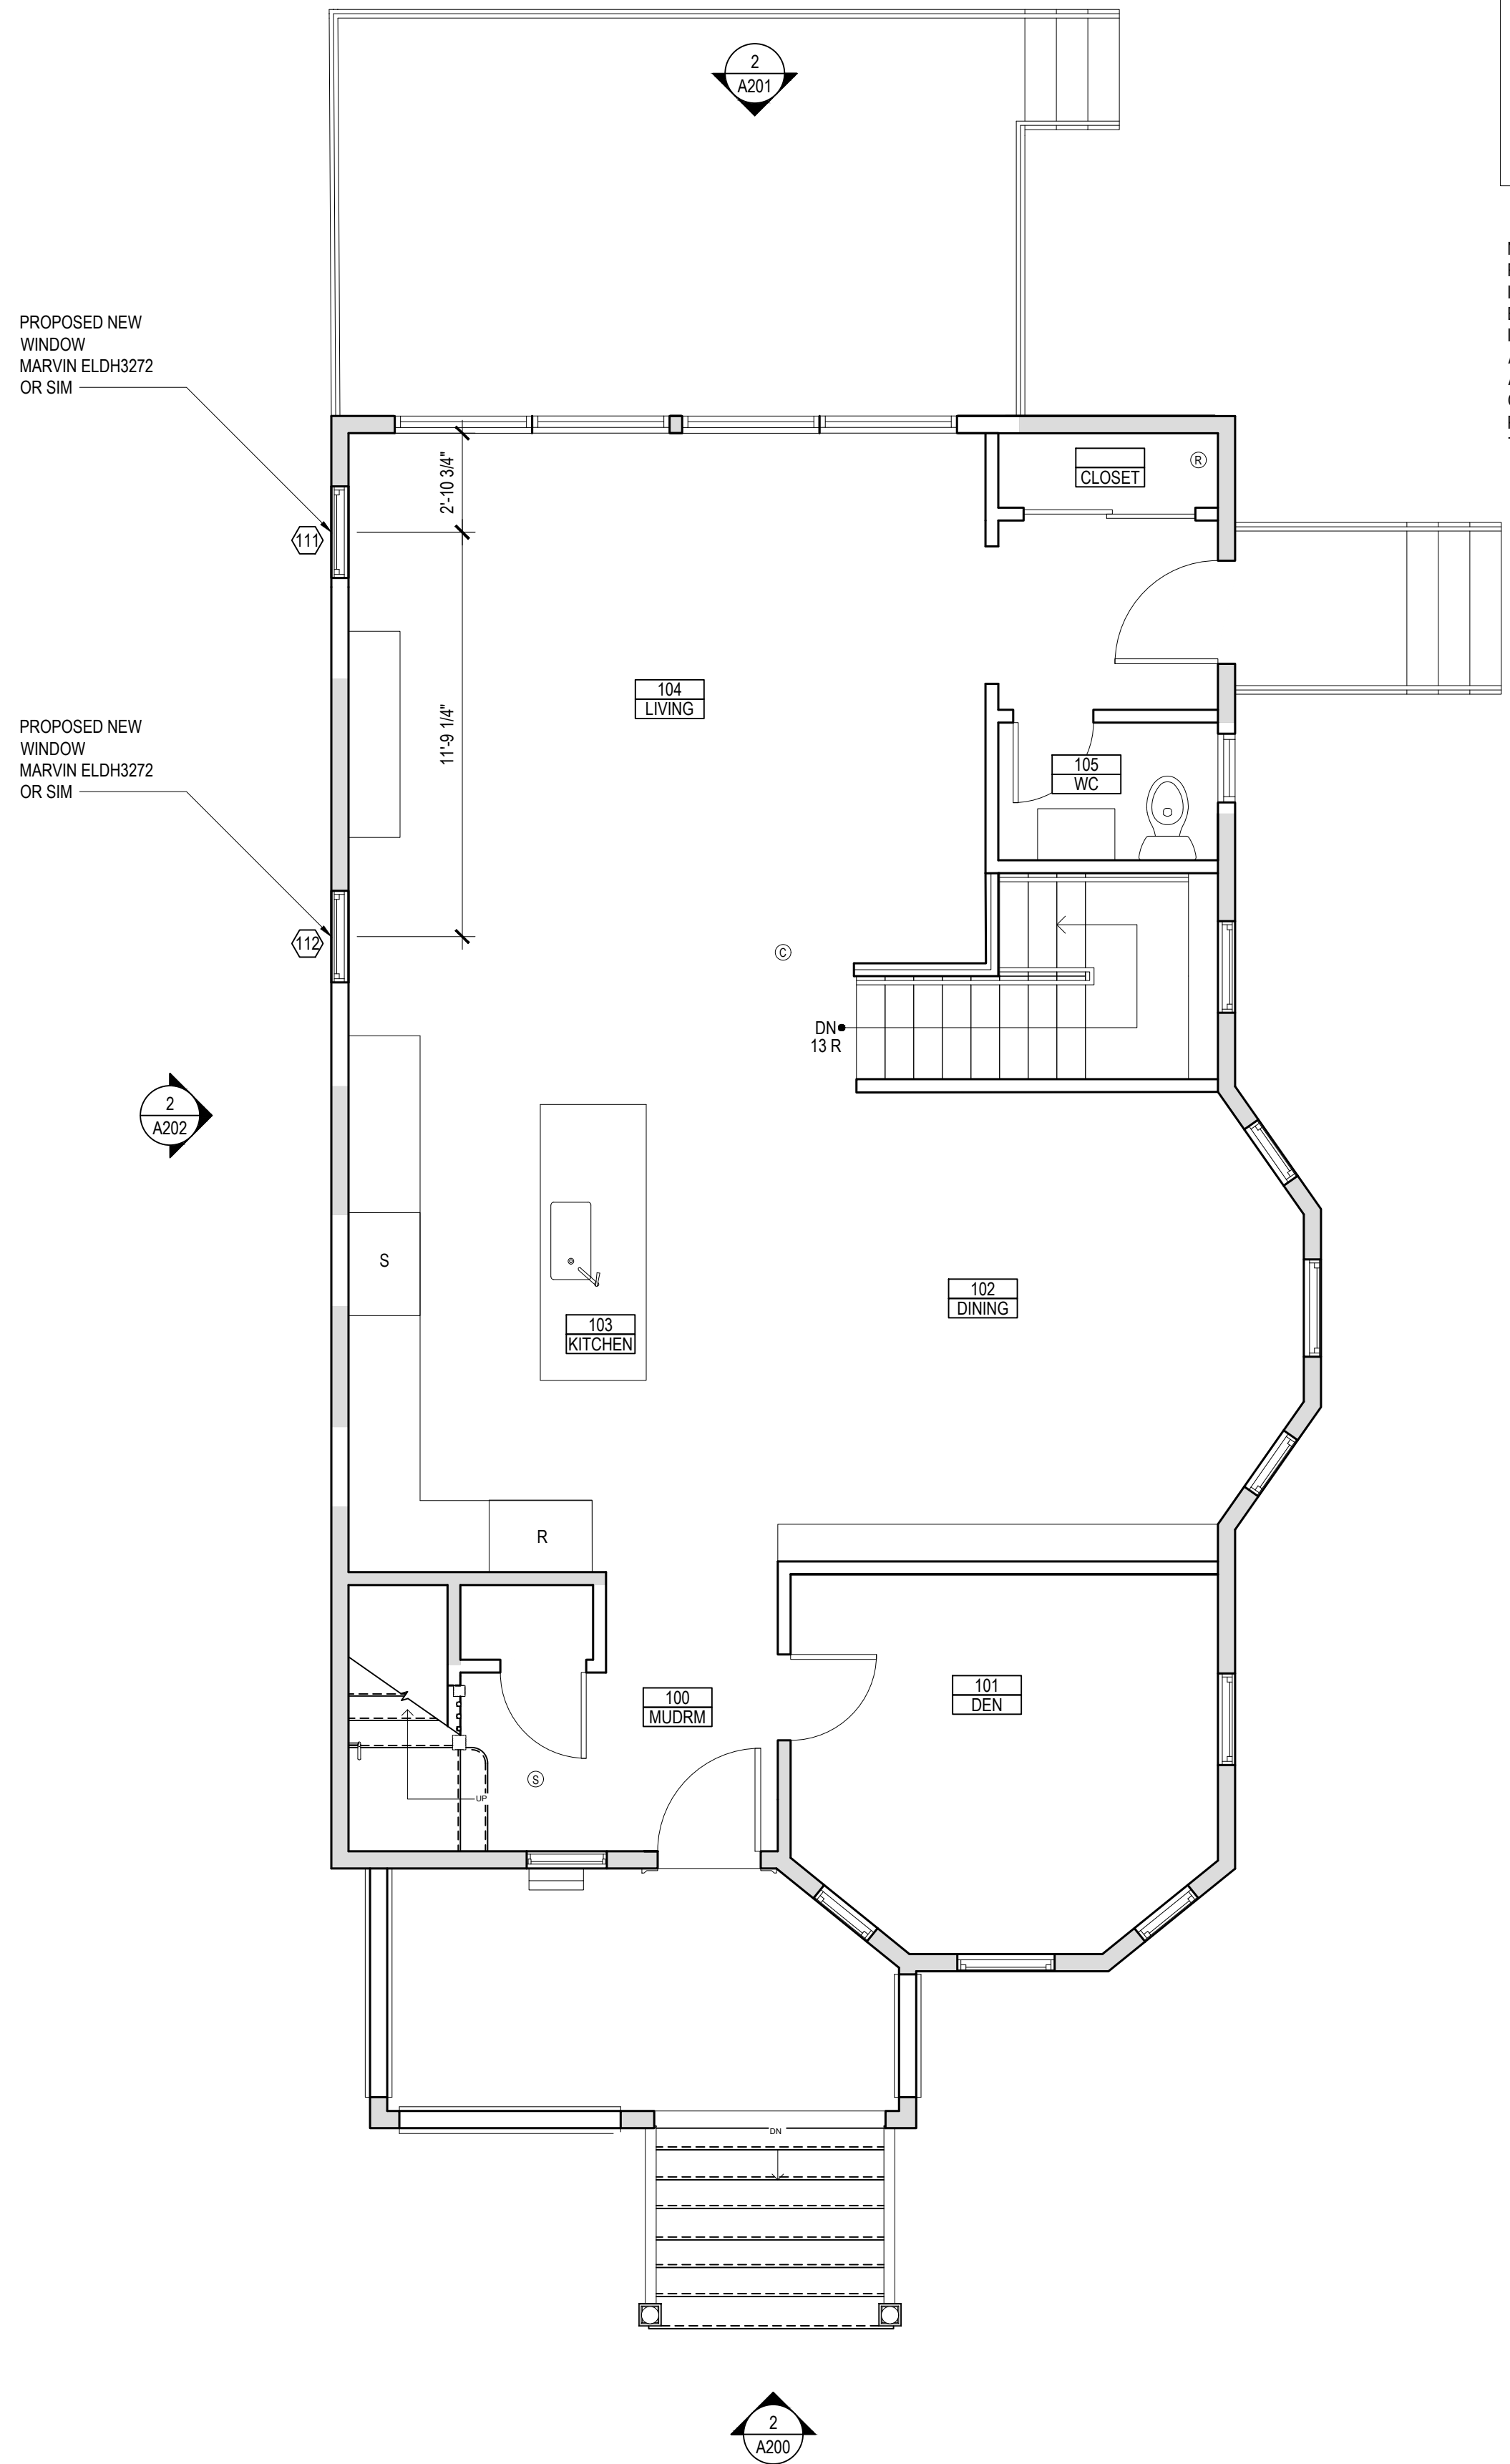 2
A201
PROPOSED NEW
WINDOW
MARVIN ELDH3272
OR SIM
2'-10 3/4"
CLOSET
R
111
104
LIVING
11'-9 1/4"
PROPOSED NEW
WINDOW
MARVIN ELDH3272
OR SIM
105
WC
112
C
DN
13 R
2
A202
S
102
DINING
103
KITCHEN
R
100
MUDRM
101
DEN
S
UP
DN
2
A200